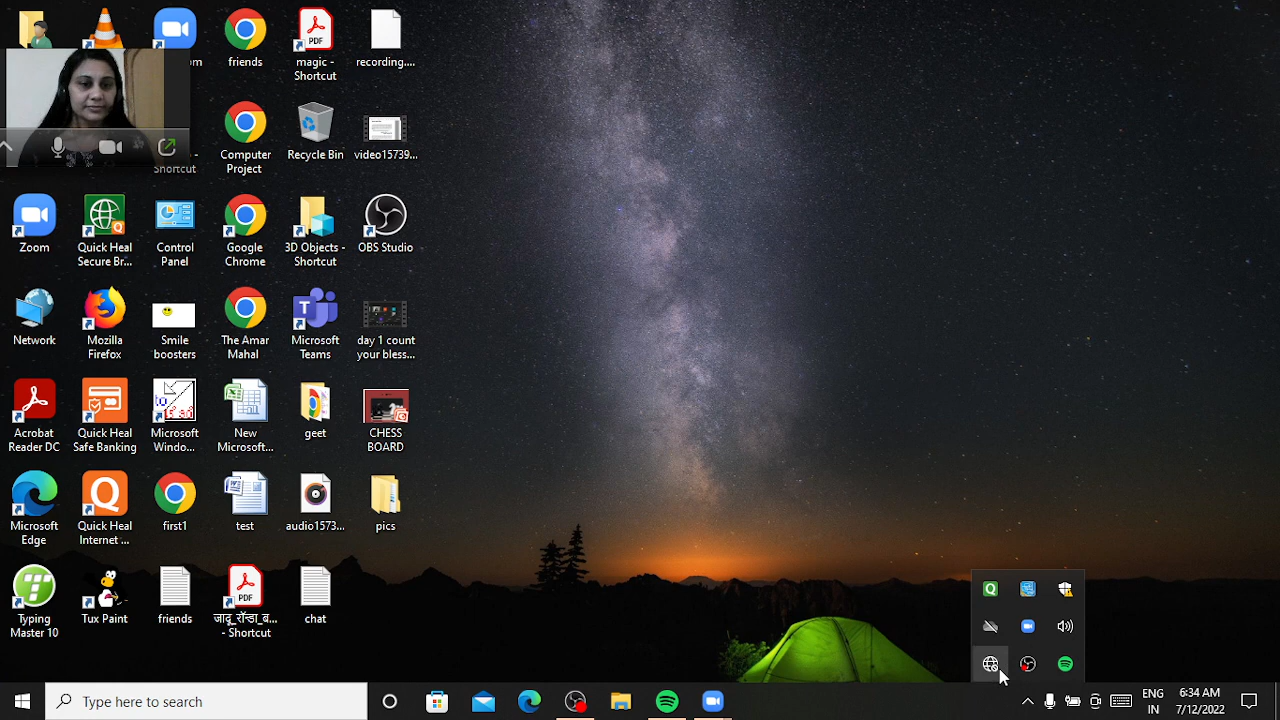 friends
magic -
Shortcut
recording....
Shortcut
Computer
Project
Recycle Bin
video15739...
Zoom
Quick Heal
Secure Br...
Control
Panel
Google
Chrome
3D Objects -
Shortcut
OBS Studio
Network
Mozilla
Firefox
Smile
boosters
The Amar
Mahal
Microsoft
Teams
day 1 count
your bless...
Acrobat
Reader DC
Quick Heal
Safe Banking
Microsoft
Windo...
New
Microsoft...
geet
CHESS
BOARD
Microsoft
Edge
Quick Heal
Internet ...
first1
test
audio1573...
pics
Typing
Master 10
Tux Paint
friends
- Shortcut
chat
Type here to search
ENG
IN
6:34 AM
7/12/2022